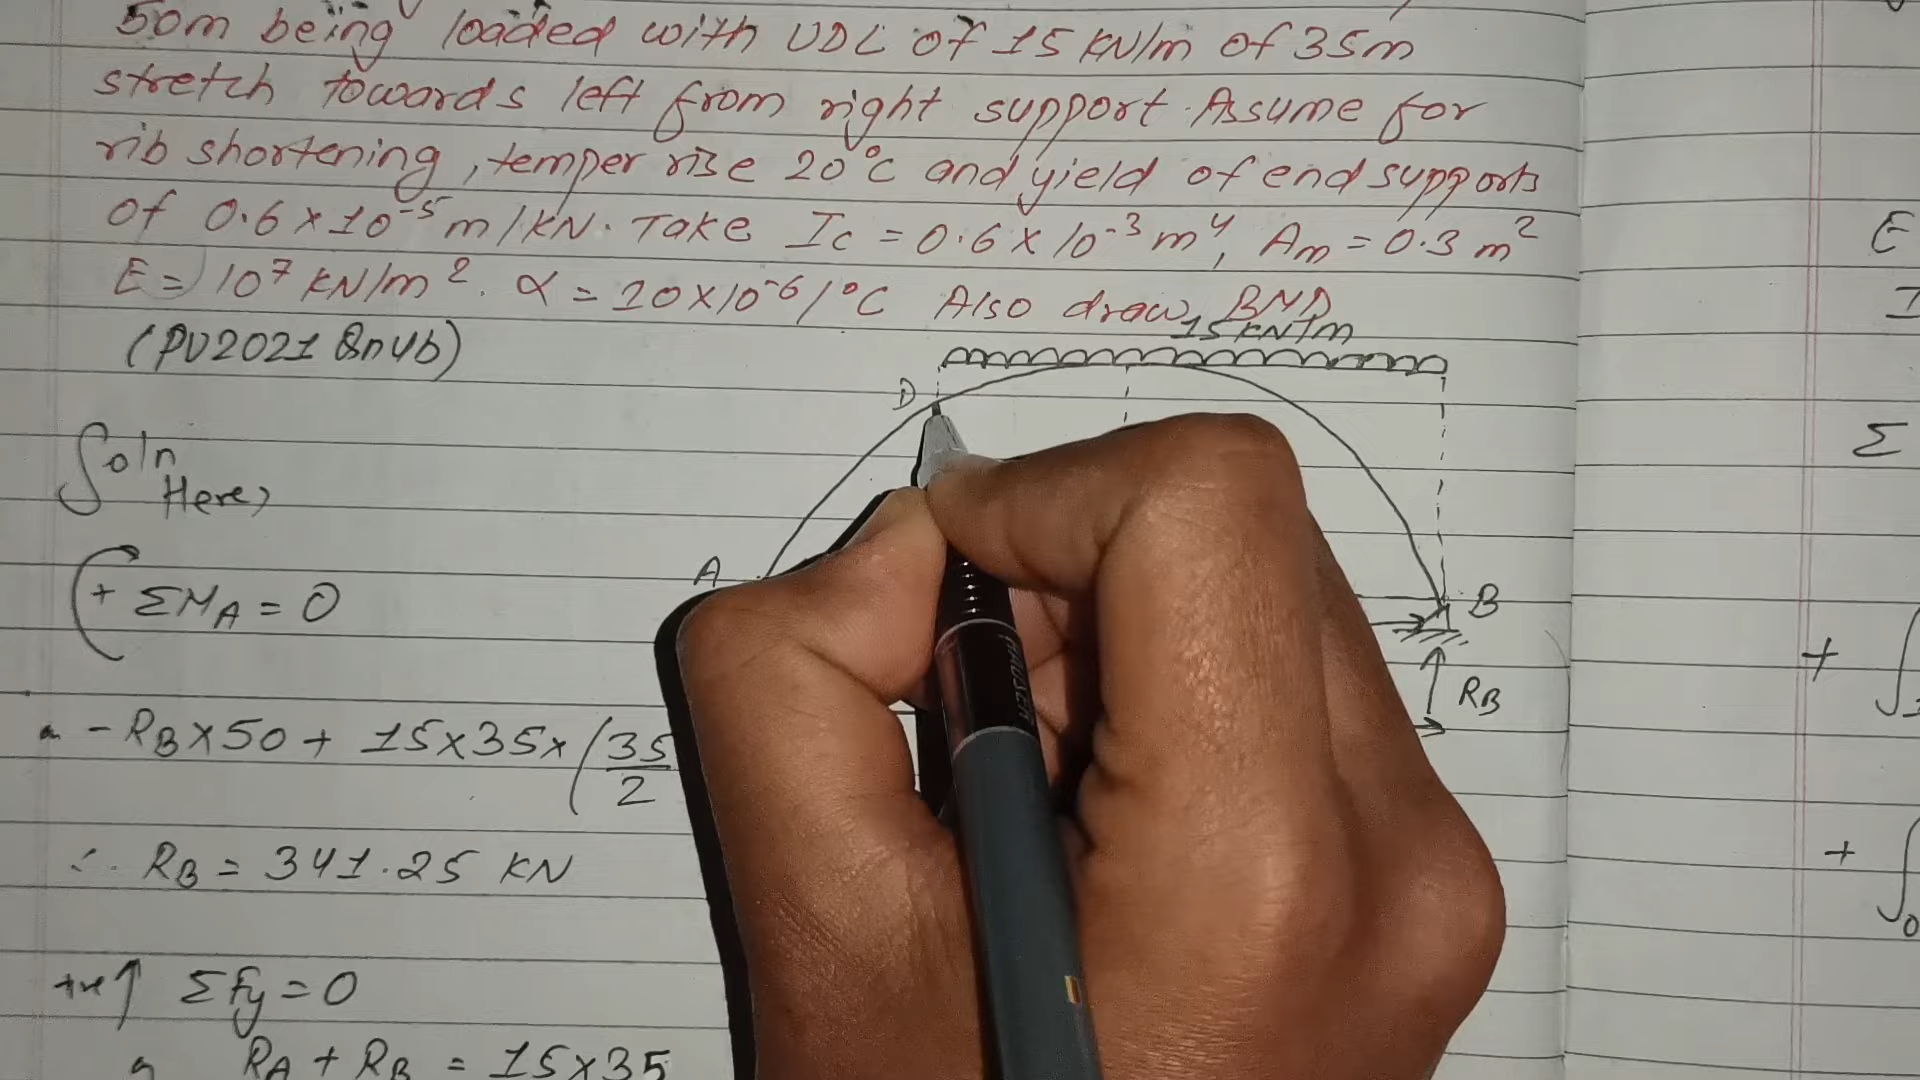 50m being loaded with UDL of 15 KN/m of 35m
stretch towards left from right support. Assume for
rib shortening, temper rise 20°C and yield of end supports
of 0.6×10⁻⁵ m/KN. Take Ic = 0.6×10⁻³ m⁴, Am = 0.3 m²
E = 10⁷ KN/m². α = 20×10⁻⁶/°C Also draw BMD
(PU2021 Qn4b)
15 KN/m
D
Soln
Here,
A
B
+ ΣMA = 0
RB
- RB×50 + 15×35×(35/2
∴ RB = 341.25 KN
+ve↑ ΣFy = 0
RA + RB = 15×35
E
I
Σ
+ ∫
+ ∫0